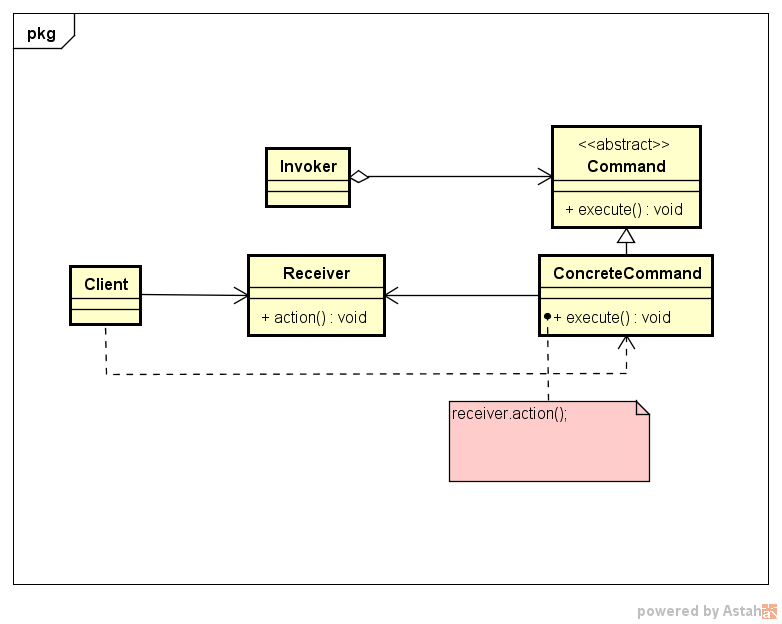 pkg
<<abstract>>
Command
+ execute() : void
Invoker
Client
Receiver
+ action() : void
ConcreteCommand
+ execute() : void
receiver.action();
powered by Astah